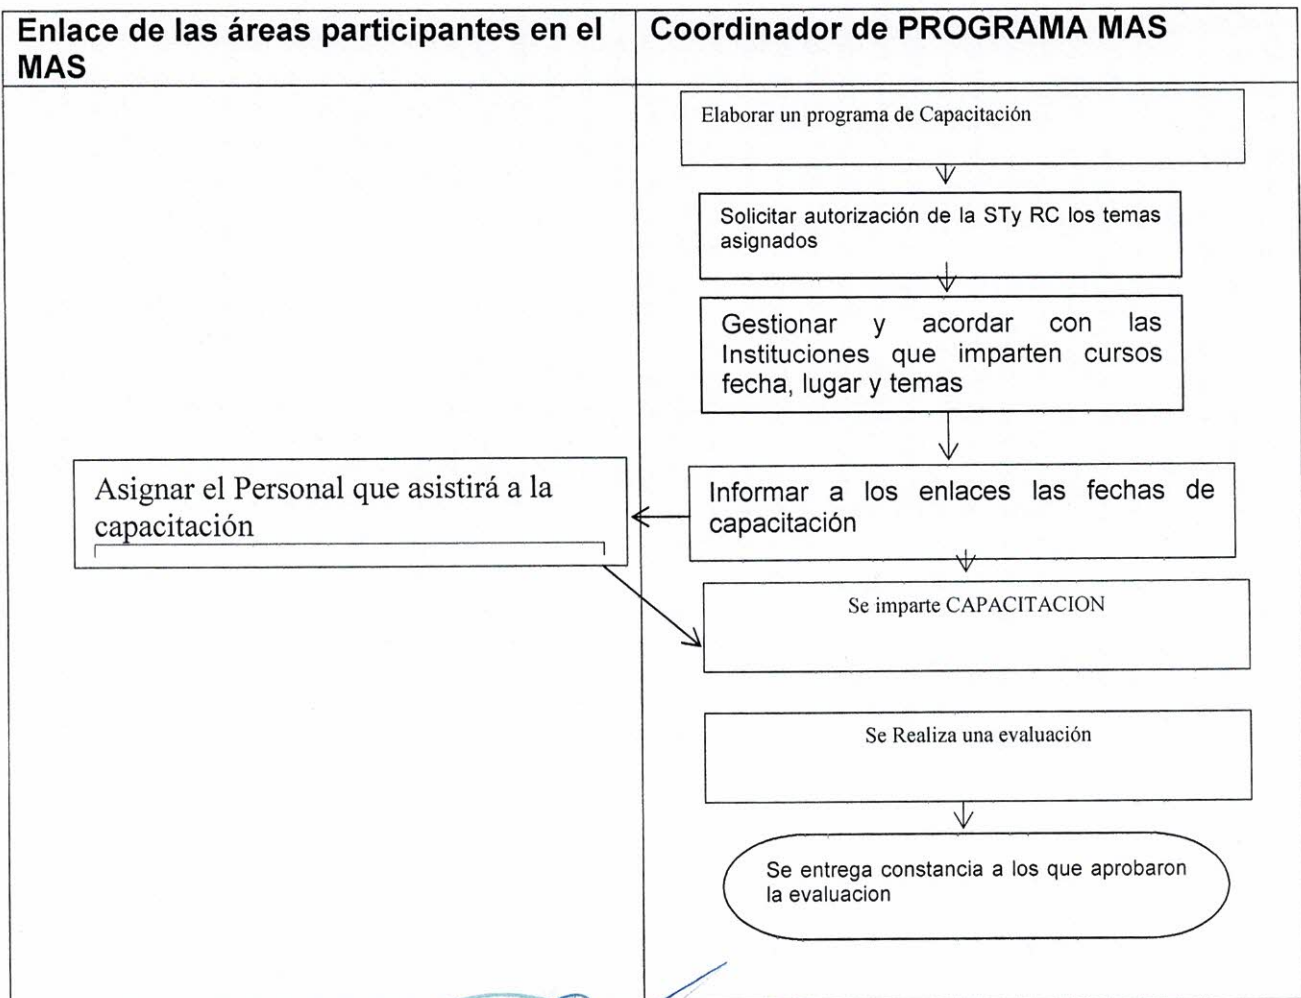 Enlace de las áreas participantes en el
MAS
Coordinador de PROGRAMA MAS
Elaborar un programa de Capacitación
Solicitar autorización de la STy RC los temas
asignados
Gestionar y acordar con las
Instituciones que imparten cursos
fecha, lugar y temas
Informar a los enlaces las fechas de
capacitación
Asignar el Personal que asistirá a la
capacitación
Se imparte CAPACITACION
Se Realiza una evaluación
Se entrega constancia a los que aprobaron
la evaluacion